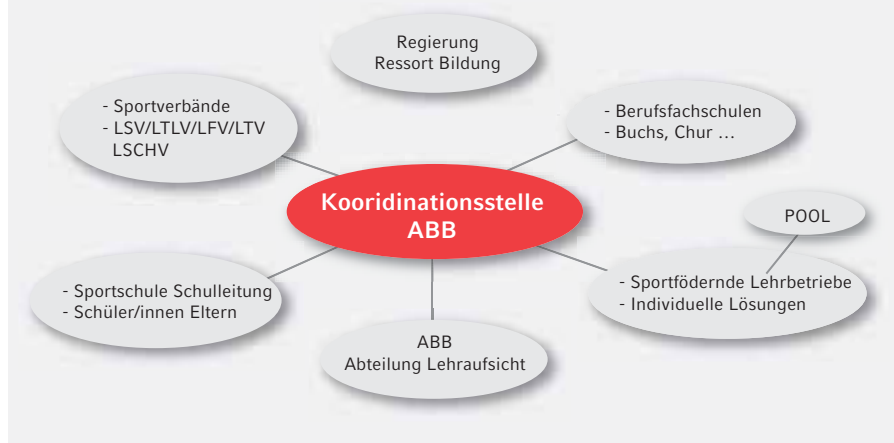 Regierung
Ressort Bildung
- Sportverbände
- LSV/LTLV/LFV/LTV
LSCHV
- Berufsfachschulen
- Buchs, Chur ...
Kooridinationsstelle
ABB
POOL
- Sportschule Schulleitung
- Schüler/innen Eltern
- Sportfödernde Lehrbetriebe
- Individuelle Lösungen
ABB
Abteilung Lehraufsicht